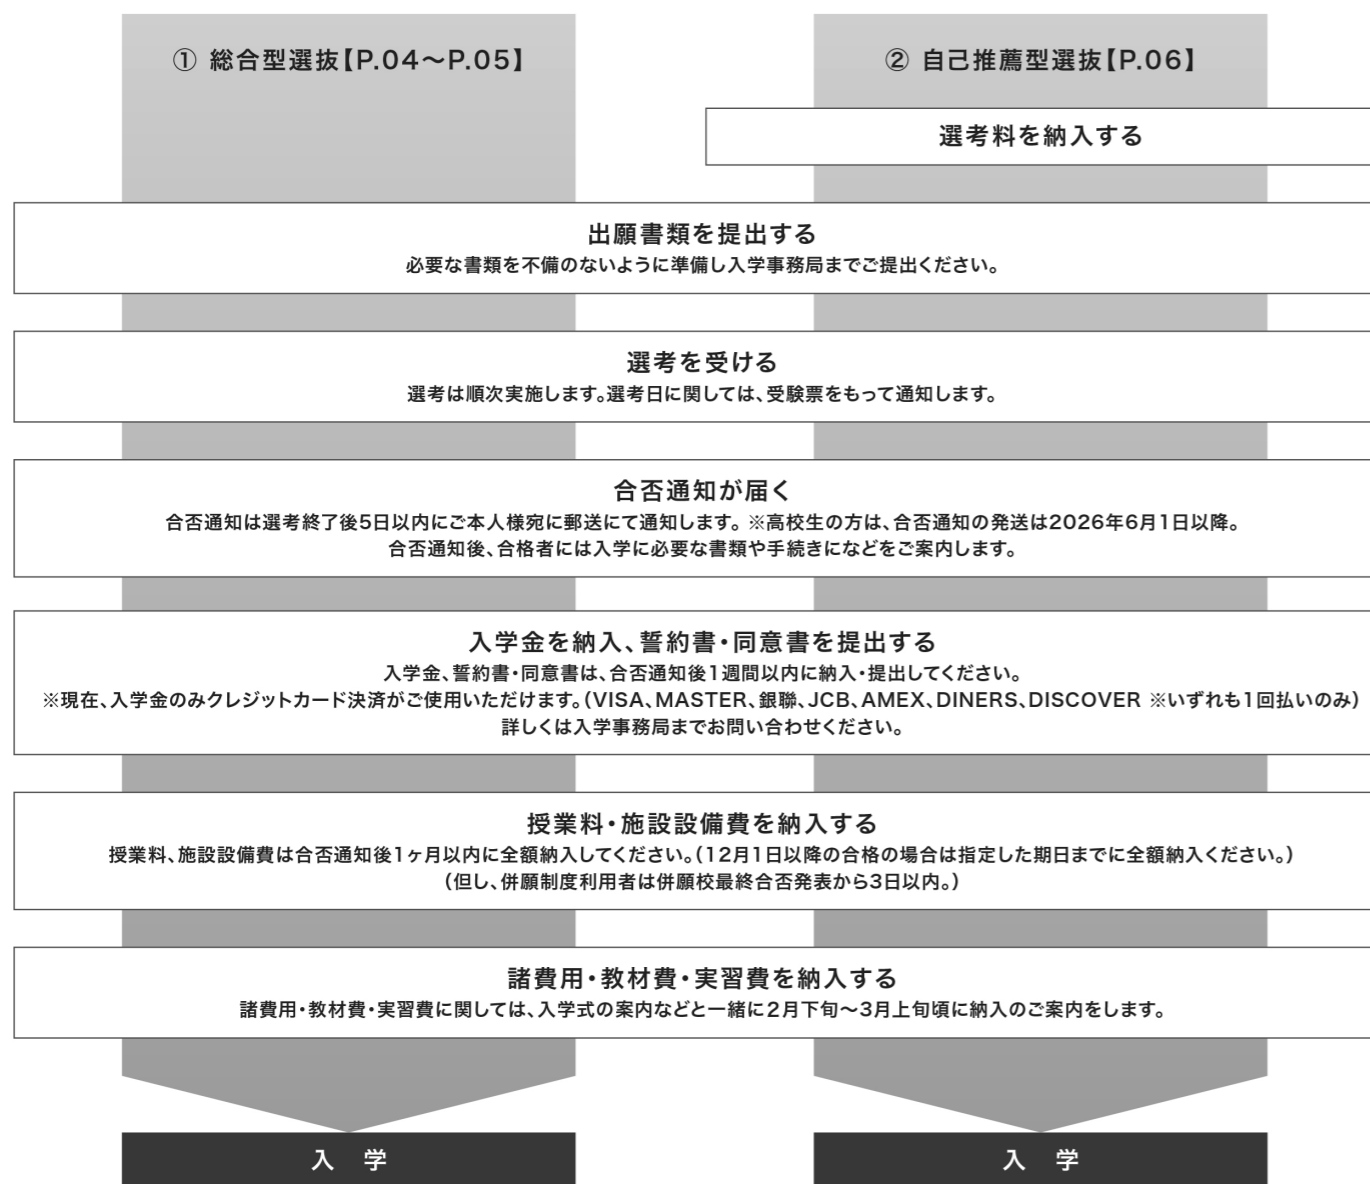 ① 総合型選抜【P.04〜P.05】
② 自己推薦型選抜【P.06】
選考料を納入する
出願書類を提出する
必要な書類を不備のないように準備し入学事務局までご提出ください。
選考を受ける
選考は順次実施します。選考日に関しては、受験票をもって通知します。
合否通知が届く
合否通知は選考終了後5日以内にご本人様宛に郵送にて通知します。※高校生の方は、合否通知の発送は2026年6月1日以降。
合否通知後、合格者には入学に必要な書類や手続きになどをご案内します。
入学金を納入、誓約書・同意書を提出する
入学金、誓約書・同意書は、合否通知後1週間以内に納入・提出してください。
※現在、入学金のみクレジットカード決済がご使用いただけます。(VISA、MASTER、銀聯、JCB、AMEX、DINERS、DISCOVER ※いずれも1回払いのみ)
詳しくは入学事務局までお問い合わせください。
授業料・施設設備費を納入する
授業料、施設設備費は合否通知後1ヶ月以内に全額納入してください。(12月1日以降の合格の場合は指定した期日までに全額納入ください。)
(但し、併願制度利用者は併願校最終合否発表から3日以内。)
諸費用・教材費・実習費を納入する
諸費用・教材費・実習費に関しては、入学式の案内などと一緒に2月下旬〜3月上旬頃に納入のご案内をします。
入 学
入 学